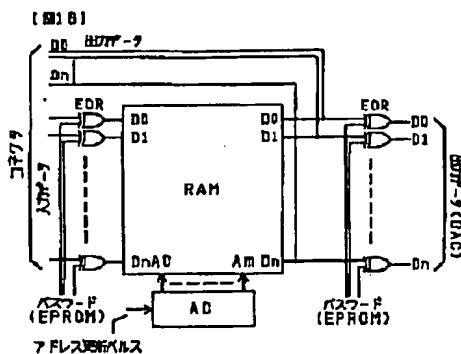 【図18】
D0 出力データ
Dn
EOR
コネクタ
入力データ
D0
D1
RAM
DnA0
Am Dn
D0
D1
EOR
D0
D1
Dn
出力データ(DAC)
パスワード
(EPROM)
AD
パスワード
(EPROM)
アドレス更新パルス